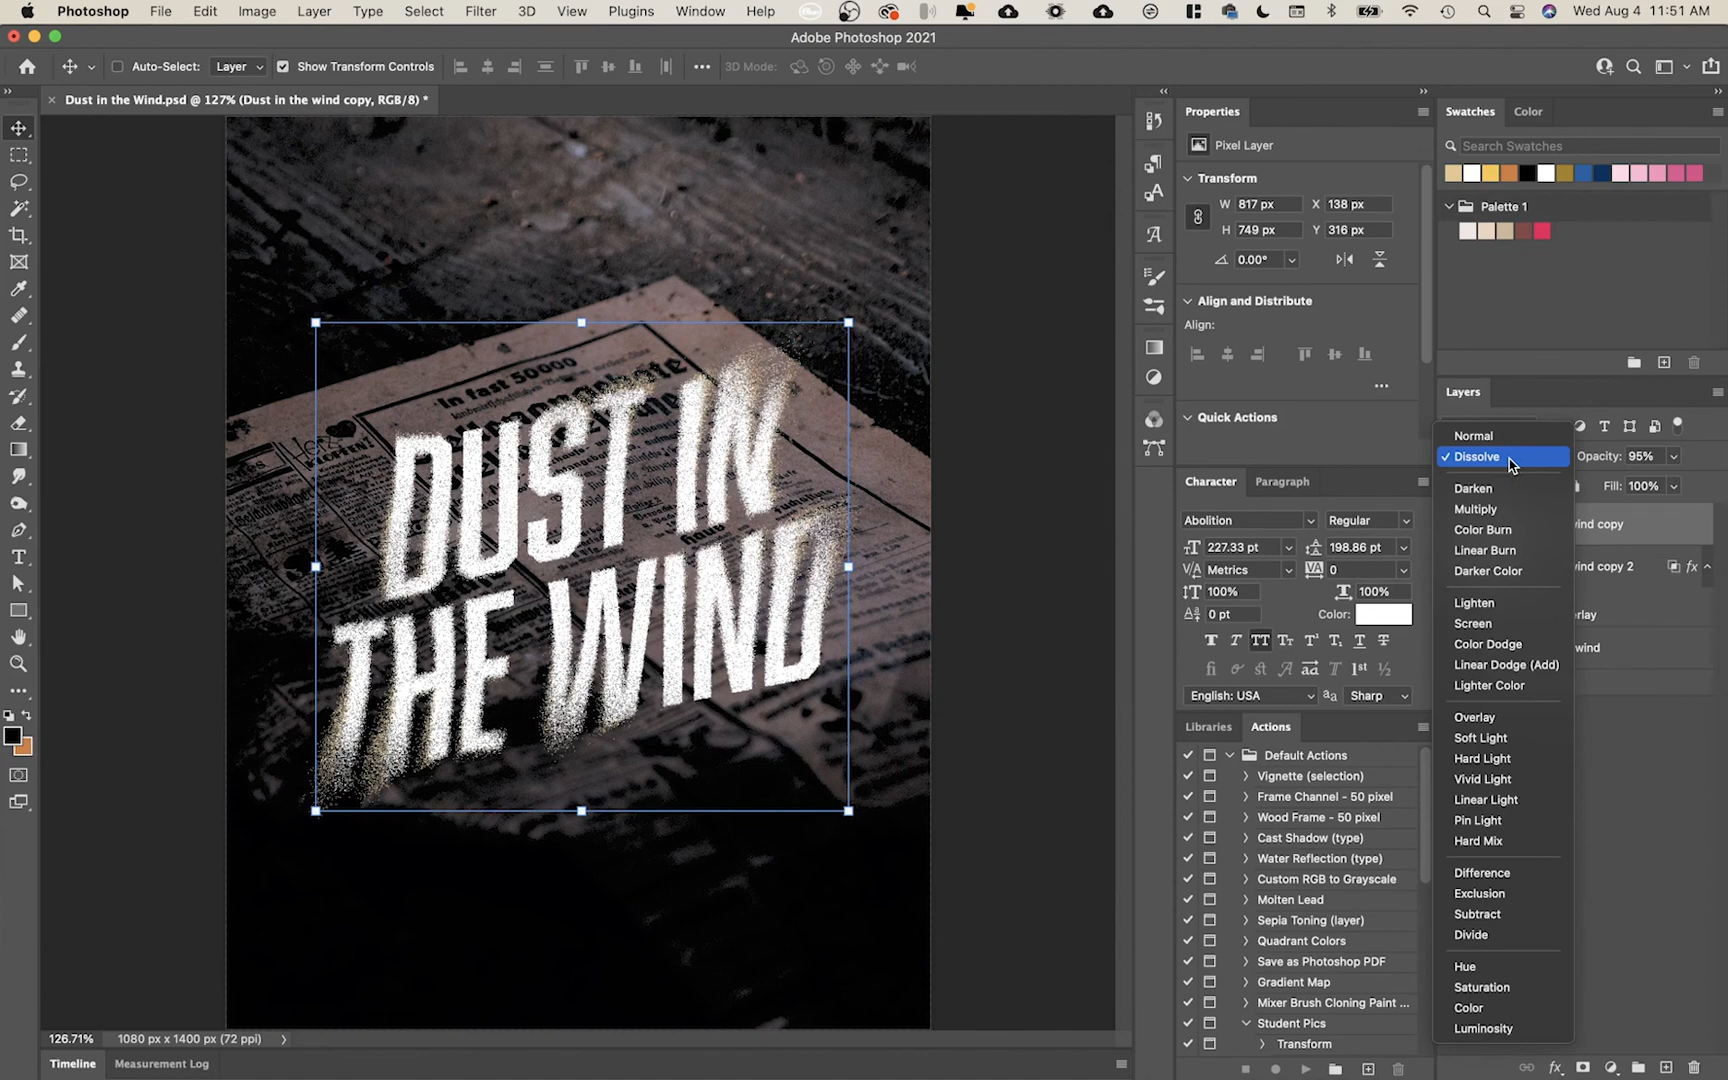 Photoshop File Edit Image Layer Type Select Filter 3D View Plugins Window Help Wed Aug 4 11:51 AM
Adobe Photoshop 2021
Auto-Select: Layer Show Transform Controls 3D Mode:
Dust in the Wind.psd @ 127% (Dust in the wind copy, RGB/8) *
In fast 50000
DUST IN
THE WIND
126.71% 1080 px x 1400 px (72 ppi)
Timeline Measurement Log
Properties
Pixel Layer
Transform
W 817 px X 138 px
H 749 px Y 316 px
0.00°
Align and Distribute
Align:
Quick Actions
Character Paragraph
Abolition Regular
227.33 pt 198.86 pt
Metrics 0
100% 100%
0 pt Color:
English: USA Sharp
Libraries Actions
Default Actions
Vignette (selection)
Frame Channel - 50 pixel
Wood Frame - 50 pixel
Cast Shadow (type)
Water Reflection (type)
Custom RGB to Grayscale
Molten Lead
Sepia Toning (layer)
Quadrant Colors
Save as Photoshop PDF
Gradient Map
Mixer Brush Cloning Paint ...
Student Pics
Transform
Swatches Color
Search Swatches
Palette 1
Layers
Normal
Dissolve
Darken
Multiply
Color Burn
Linear Burn
Darker Color
Lighten
Screen
Color Dodge
Linear Dodge (Add)
Lighter Color
Overlay
Soft Light
Hard Light
Vivid Light
Linear Light
Pin Light
Hard Mix
Difference
Exclusion
Subtract
Divide
Hue
Saturation
Color
Luminosity
Opacity: 95%
Fill: 100%
ind copy
wind copy 2
rlay
wind